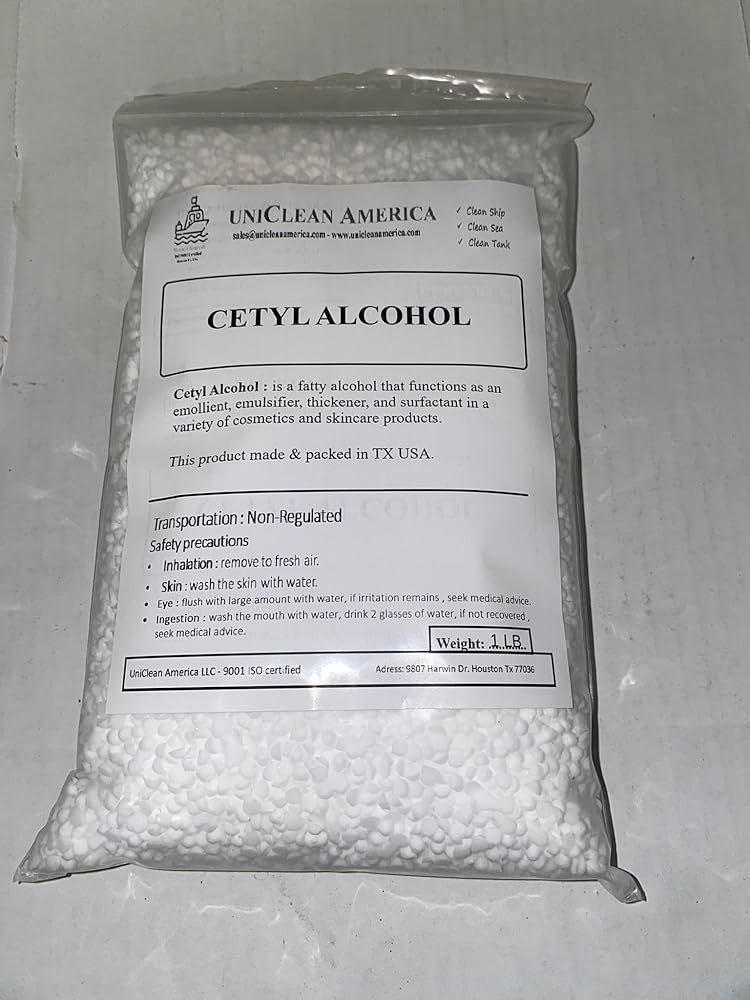 UNICLEAN AMERICA
sales@unicleanamerica.com - www.unicleanamerica.com
✓ Clean Ship
✓ Clean Sea
✓ Clean Tank
CETYL ALCOHOL
Cetyl Alcohol : is a fatty alcohol that functions as an
emollient, emulsifier, thickener, and surfactant in a
variety of cosmetics and skincare products.
This product made & packed in TX USA.
Transportation : Non-Regulated
Safety precautions
• Inhalation : remove to fresh air.
• Skin : wash the skin with water.
• Eye : flush with large amount with water, if irritation remains , seek medical advice.
• Ingestion : wash the mouth with water, drink 2 glasses of water, if not recovered ,
seek medical advice.
Weight: 1 LB
UniClean America LLC - 9001 ISO certified
Adress: 9807 Harwin Dr. Houston Tx 77036